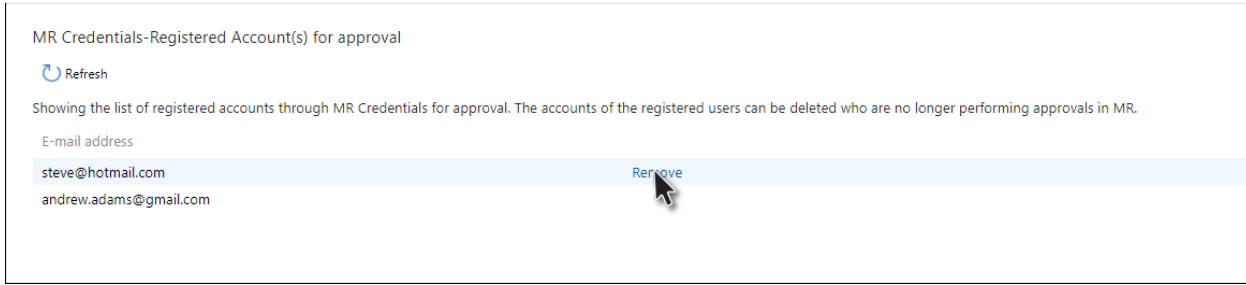 MR Credentials-Registered Account(s) for approval
Refresh
Showing the list of registered accounts through MR Credentials for approval. The accounts of the registered users can be deleted who are no longer performing approvals in MR.
E-mail address
steve@hotmail.com Remove
andrew.adams@gmail.com